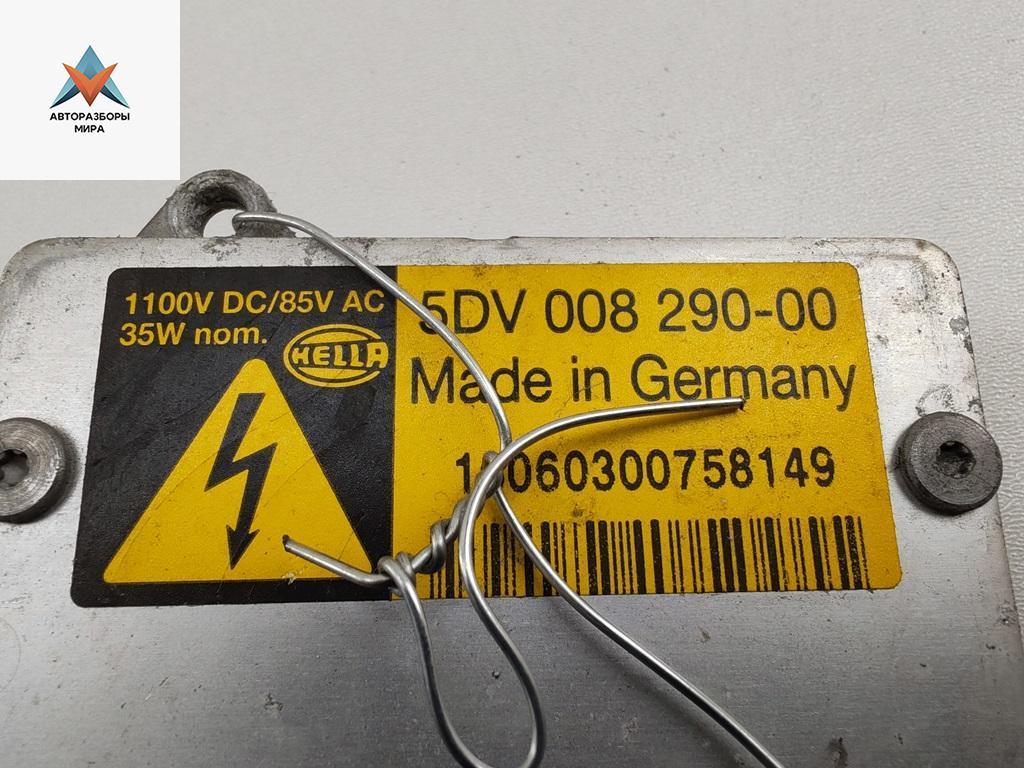 АВТОРАЗБОРЫ
МИРА
1100V DC/85V AC
35W nom.
HELLA
5DV 008 290-00
Made in Germany